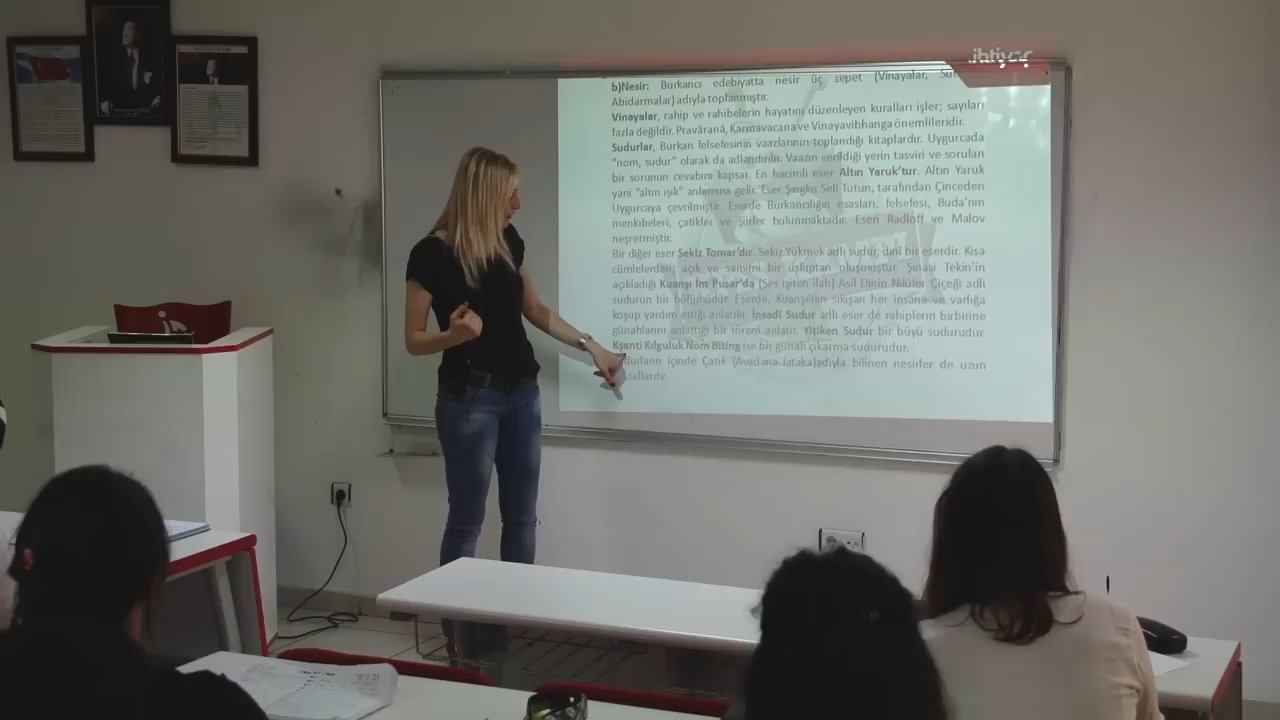 ihtiyaç
b)Nesir: Burkancı edebiyatta nesir üç sepet (Vinayalar,
Abidarmalar) adıyla toplanmıştır.
Vinayalar, rahip ve rahibelerin hayatını düzenleyen kuralları işler; sayıları
fazla değildir. Pravâranâ, Karmavacana ve Vinayavibhanga önemlileridir.
Sudurlar, Burkan felsefesinin vaazlarının toplandığı kitaplardır. Uygurcada
"nom, sudur" olarak da adlandırılır. Vaazın verildiği yerin tasviri ve sorulan
bir sorunun cevabını kapsar. En hacimli eser Altın Yaruk'tur. Altın Yaruk
yani "altın ışık" anlamına gelir. Eser Şıngku Seli Tutun, tarafından Çinceden
Uygurcaya çevrilmiştir. Eserde Burkancılığın esasları, felsefesi, Buda'nın
menkıbeleri, çatikler ve şiirler bulunmaktadır. Eseri Radloff ve Malov
neşretmiştir.
Bir diğer eser Sekiz Tomar'dır. Sekiz Yükmek adlı sudur, dinî bir eserdir. Kısa
cümlelerden, açık ve samimi bir üsluptan oluşmuştur. Şinasi Tekin'in
açıkladığı Kuanşı İm Pusar'da (Ses işiten ilah) Asil Dinin Nilüfer Çiçeği adlı
sudurun bir bölümüdür. Eserde, Kuanşi'nin sıkışan her insana ve varlığa
koşup yardım ettiği anlatılır. İnsadi Sudur adlı eser de rahiplerin birbirine
günahlarını anlattığı bir töreni anlatır. Yitiken Sudur bir büyü sudurudur.
Kşanti Kılguluk Nom Biting ise bir günah çıkarma sudurudur.
içinde Çatik (Avadana-Jataka)adıyla bilinen nesirler de uzun